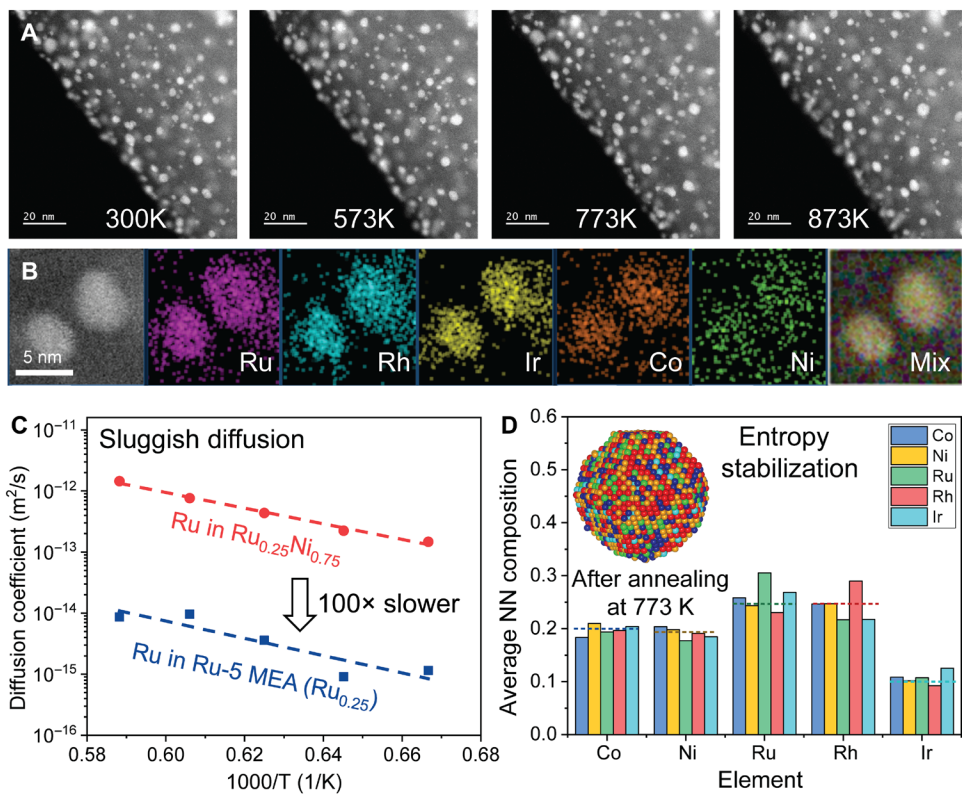 A
20 nm 300K
20 nm 573K
20 nm 773K
20 nm 873K
B
5 nm
Ru
Rh
Ir
Co
Ni
Mix
C
Sluggish diffusion
Diffusion coefficient (m²/s)
10⁻¹¹
10⁻¹²
10⁻¹³
10⁻¹⁴
10⁻¹⁵
10⁻¹⁶
Ru in Ru₀.₂₅Ni₀.₇₅
100× slower
Ru in Ru-5 MEA (Ru₀.₂₅)
0.58 0.60 0.62 0.64 0.66 0.68
1000/T (1/K)
D
Entropy
stabilization
Co
Ni
Ru
Rh
Ir
After annealing
at 773 K
Average NN composition
0.6
0.5
0.4
0.3
0.2
0.1
0.0
Co Ni Ru Rh Ir
Element